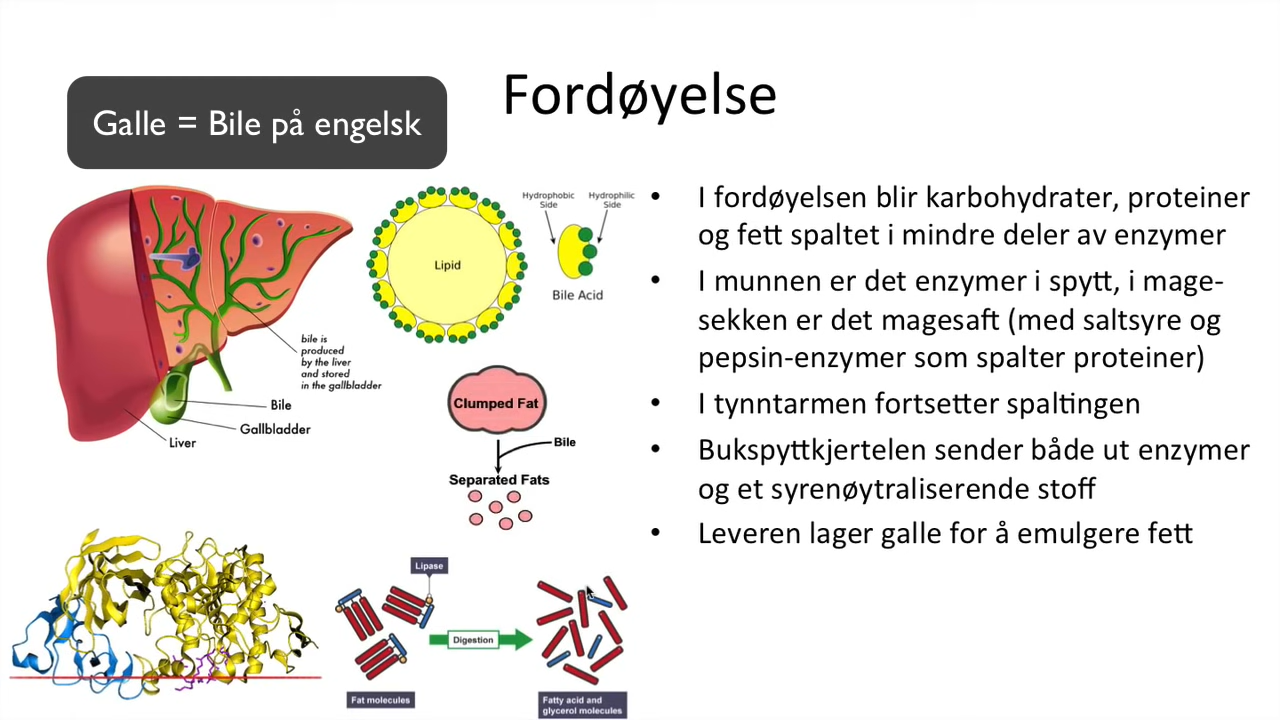 Galle = Bile på engelsk
Fordøyelse
Hydrophobic
Side
Hydrophilic
Side
Lipid
Bile Acid
bile is
produced
by the liver
and stored
in the gallbladder
Bile
Gallbladder
Liver
Clumped Fat
Bile
Separated Fats
Lipase
Digestion
Fat molecules
Fatty acid and
glycerol molecules
• I fordøyelsen blir karbohydrater, proteiner
og fett spaltet i mindre deler av enzymer
• I munnen er det enzymer i spytt, i mage-
sekken er det magesaft (med saltsyre og
pepsin-enzymer som spalter proteiner)
• I tynntarmen fortsetter spaltingen
• Bukspyttkjertelen sender både ut enzymer
og et syrenøytraliserende stoff
• Leveren lager galle for å emulgere fett